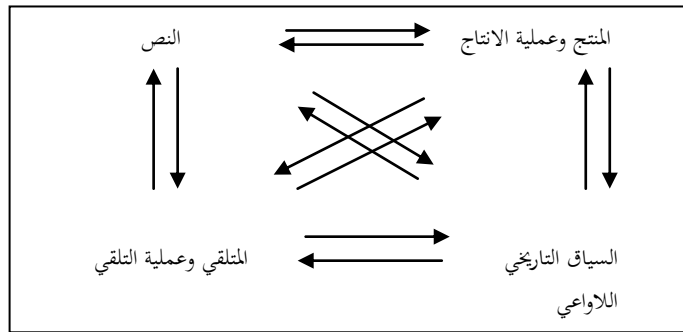 المنتج وعملية الانتاج
النص
السياق التاريخي
اللاواعي
المتلقي وعملية التلقي